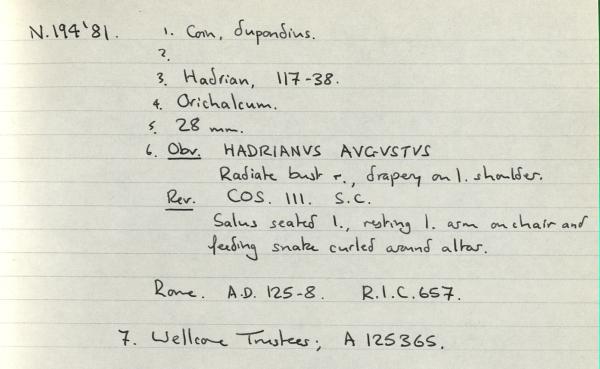 N.194'81. 1. Coin, dupondius.
2.
3. Hadrian, 117-38.
4. Orichalcum.
5. 28 mm.
6. Obv. HADRIANVS AVGVSTVS
Radiate bust r., drapery on l. shoulder.
Rev. COS. III. S.C.
Salus seated l., resting l. arm on chair and
feeding snake curled around altar.
Rome. A.D. 125-8. R.I.C. 657.
7. Wellcome Trustees; A 125365.